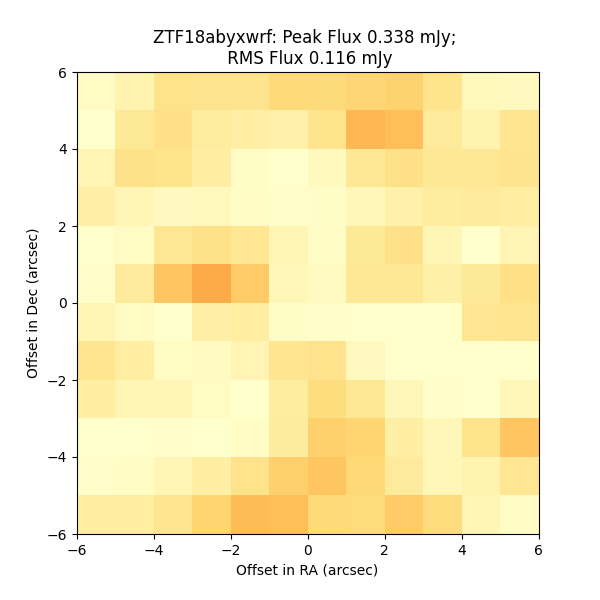 ZTF18abyxwrf: Peak Flux 0.338 mJy;
RMS Flux 0.116 mJy
6
4
2
0
−2
−4
−6
Offset in Dec (arcsec)
−6 −4 −2 0 2 4 6
Offset in RA (arcsec)